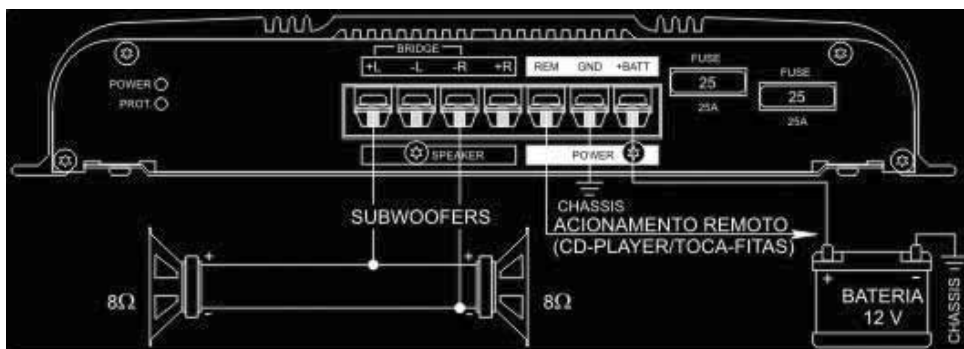 BRIDGE
+L -L -R +R REM GND +BATT
FUSE
25
25A
FUSE
25
25A
POWER
PROT.
SPEAKER
POWER
CHASSIS
SUBWOOFERS
ACIONAMENTO REMOTO
(CD-PLAYER/TOCA-FITAS)
8Ω
+
-
+
-
8Ω
+ -
BATERIA
12 V
CHASSIS